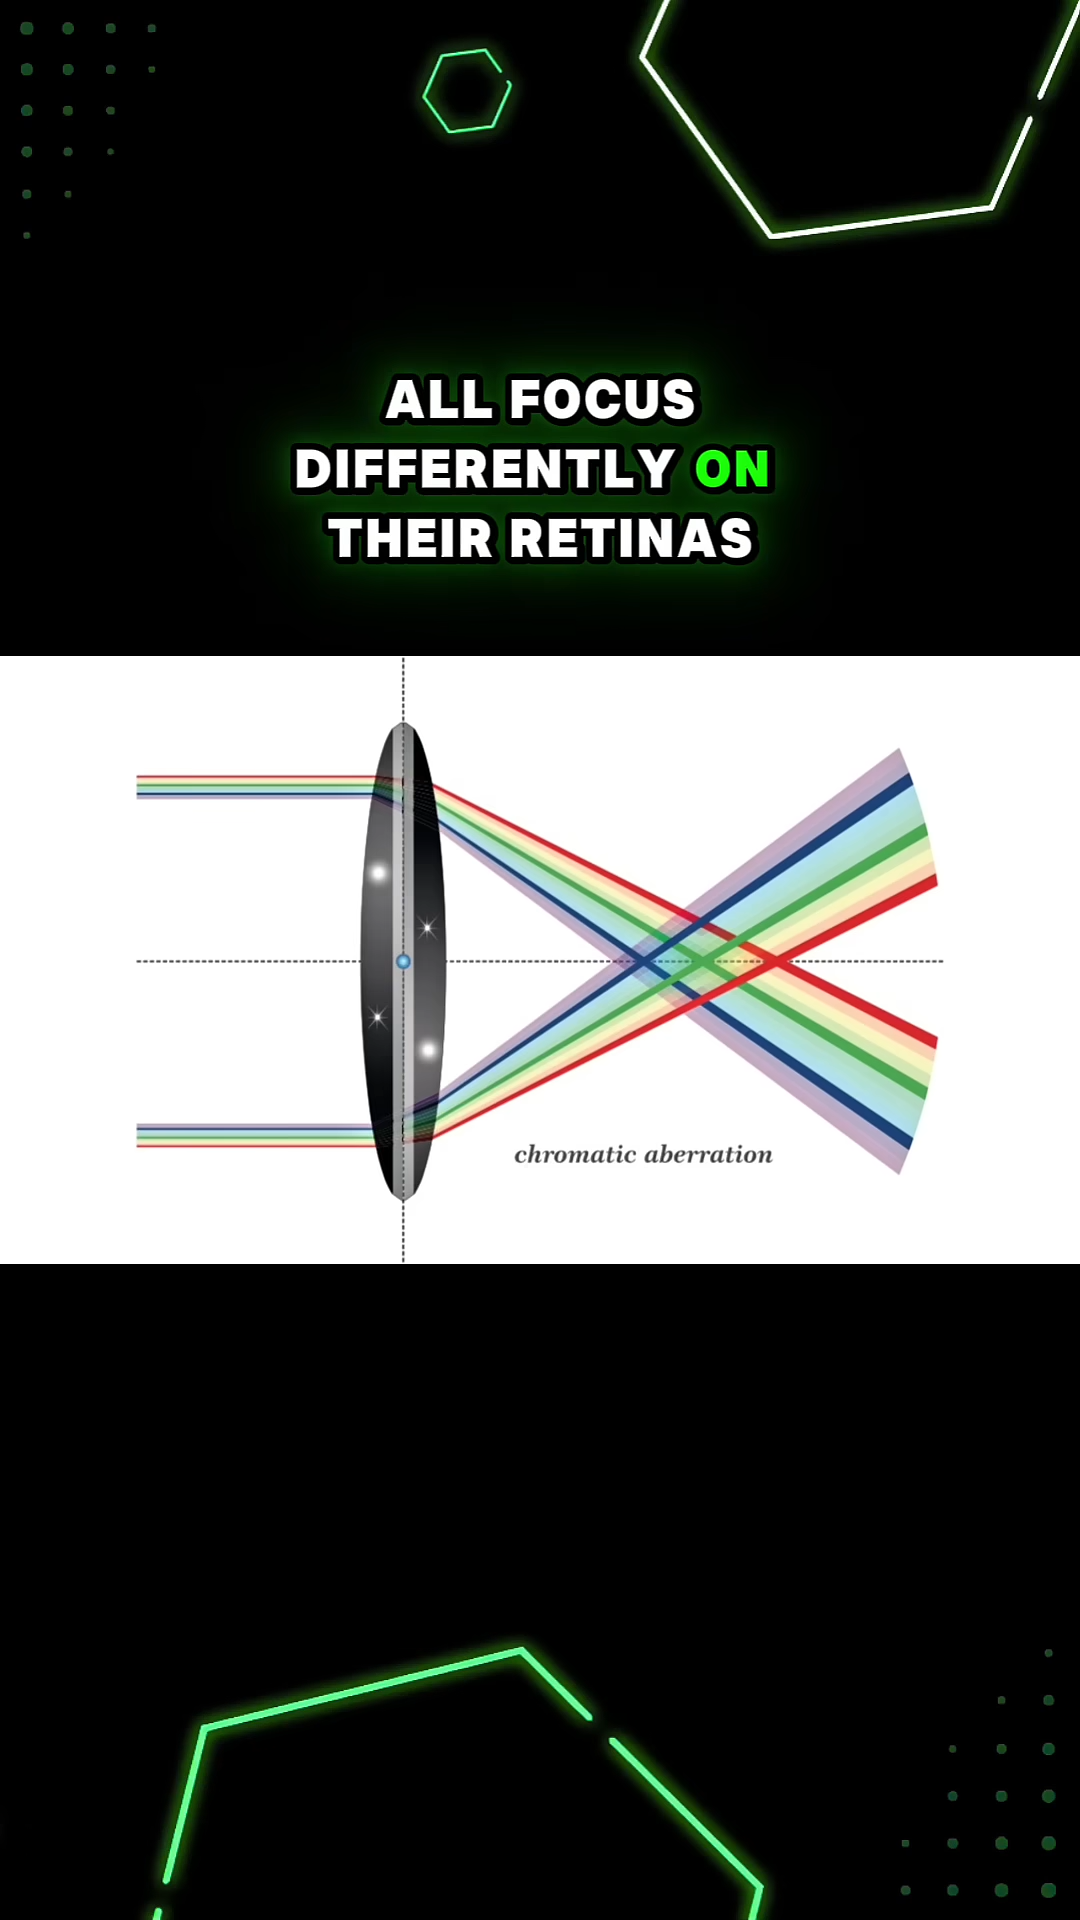 ALL FOCUS
DIFFERENTLY ON
THEIR RETINAS
chromatic aberration